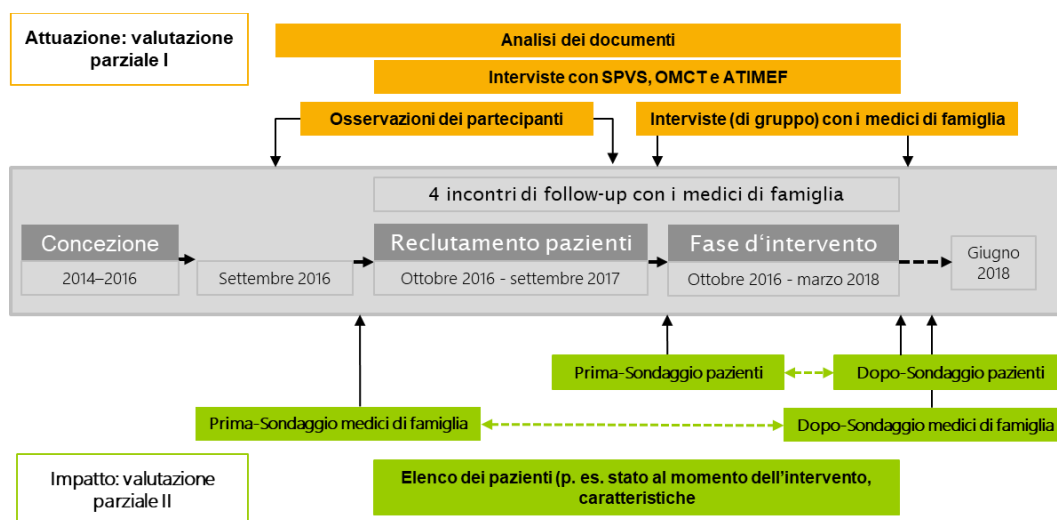 Attuazione: valutazione
parziale I
Analisi dei documenti
Interviste con SPVS, OMCT e ATIMEF
Osservazioni dei partecipanti
Interviste (di gruppo) con i medici di famiglia
4 incontri di follow-up con i medici di famiglia
Concezione
2014–2016
Settembre 2016
Reclutamento pazienti
Ottobre 2016 - settembre 2017
Fase d'intervento
Ottobre 2016 - marzo 2018
Giugno
2018
Prima-Sondaggio pazienti
Dopo-Sondaggio pazienti
Prima-Sondaggio medici di famiglia
Dopo-Sondaggio medici di famiglia
Impatto: valutazione
parziale II
Elenco dei pazienti (p. es. stato al momento dell'intervento,
caratteristiche